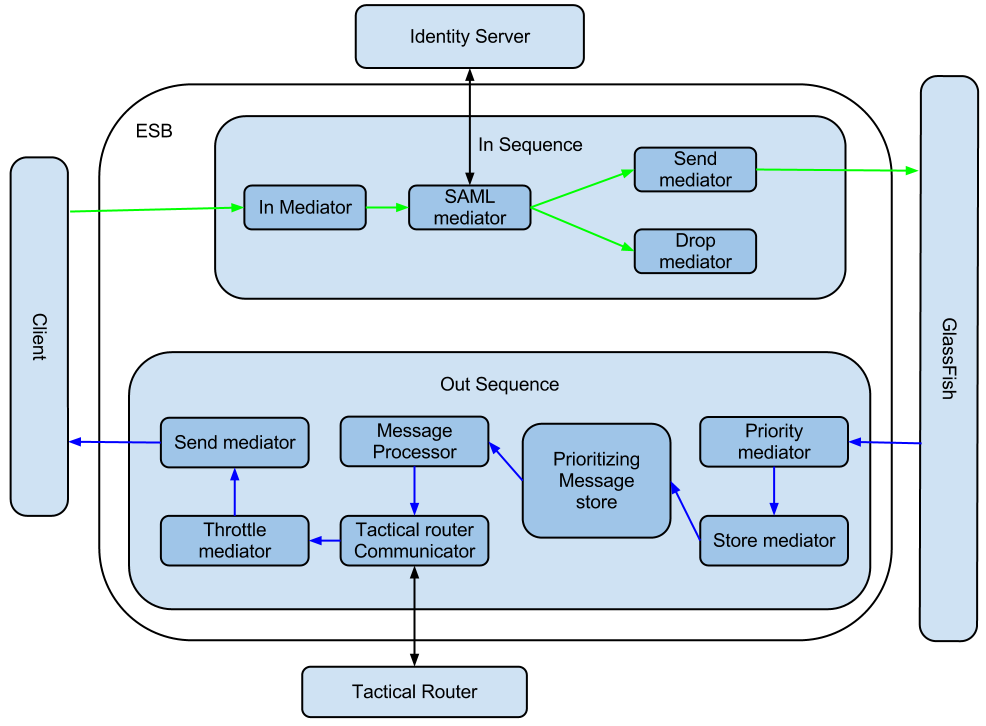 Identity Server
ESB
In Sequence
Send
mediator
In Mediator
SAML
mediator
Drop
mediator
Client
GlassFish
Out Sequence
Send mediator
Message
Processor
Prioritizing
Message
store
Priority
mediator
Throttle
mediator
Tactical router
Communicator
Store mediator
Tactical Router